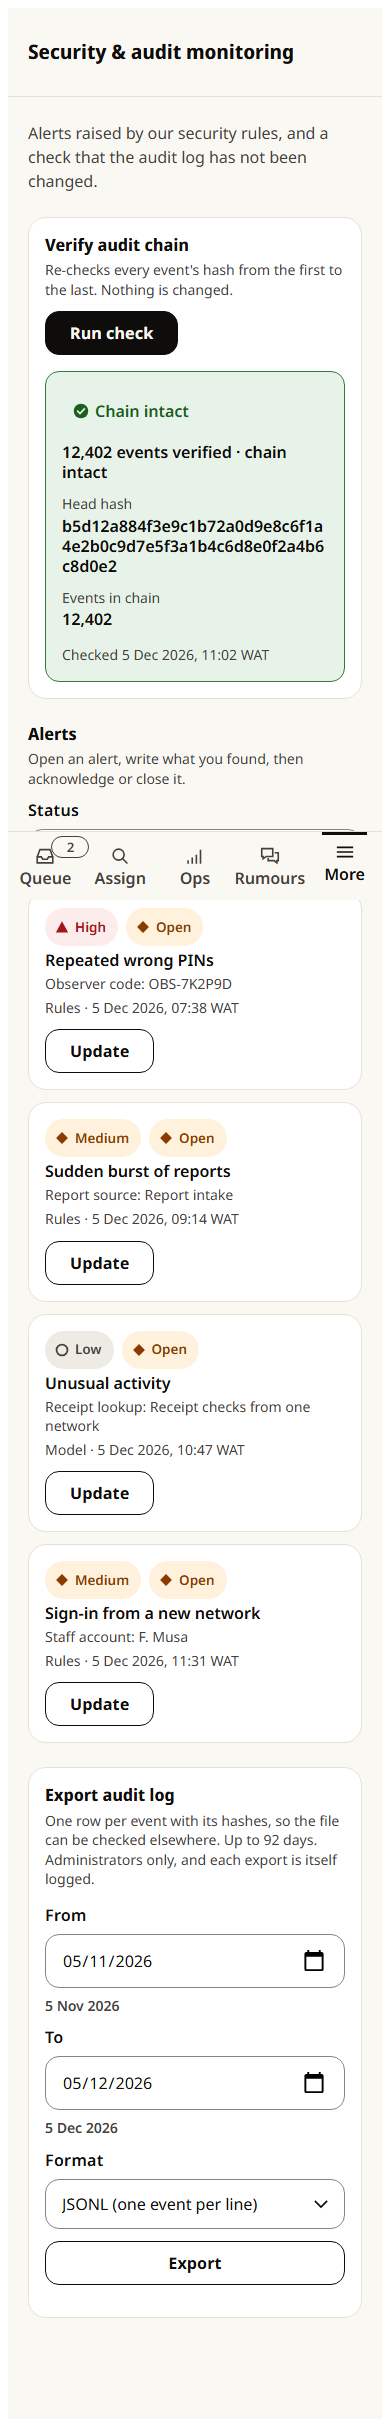 Security & audit monitoring
Alerts raised by our security rules, and a
check that the audit log has not been
changed.
Verify audit chain
Re-checks every event's hash from the first to
the last. Nothing is changed.
Run check
Chain intact
12,402 events verified · chain
intact
Head hash
b5d12a884f3e9c1b72a0d9e8c6f1a
4e2b0c9d7e5f3a1b4c6d8e0f2a4b6
c8d0e2
Events in chain
12,402
Checked 5 Dec 2026, 11:02 WAT
Alerts
Open an alert, write what you found, then
acknowledge or close it.
Status
2
Queue
Assign
Ops
Rumours
More
High
Open
Repeated wrong PINs
Observer code: OBS-7K2P9D
Rules · 5 Dec 2026, 07:38 WAT
Update
Medium
Open
Sudden burst of reports
Report source: Report intake
Rules · 5 Dec 2026, 09:14 WAT
Update
Low
Open
Unusual activity
Receipt lookup: Receipt checks from one
network
Model · 5 Dec 2026, 10:47 WAT
Update
Medium
Open
Sign-in from a new network
Staff account: F. Musa
Rules · 5 Dec 2026, 11:31 WAT
Update
Export audit log
One row per event with its hashes, so the file
can be checked elsewhere. Up to 92 days.
Administrators only, and each export is itself
logged.
From
05/11/2026
5 Nov 2026
To
05/12/2026
5 Dec 2026
Format
JSONL (one event per line)
Export